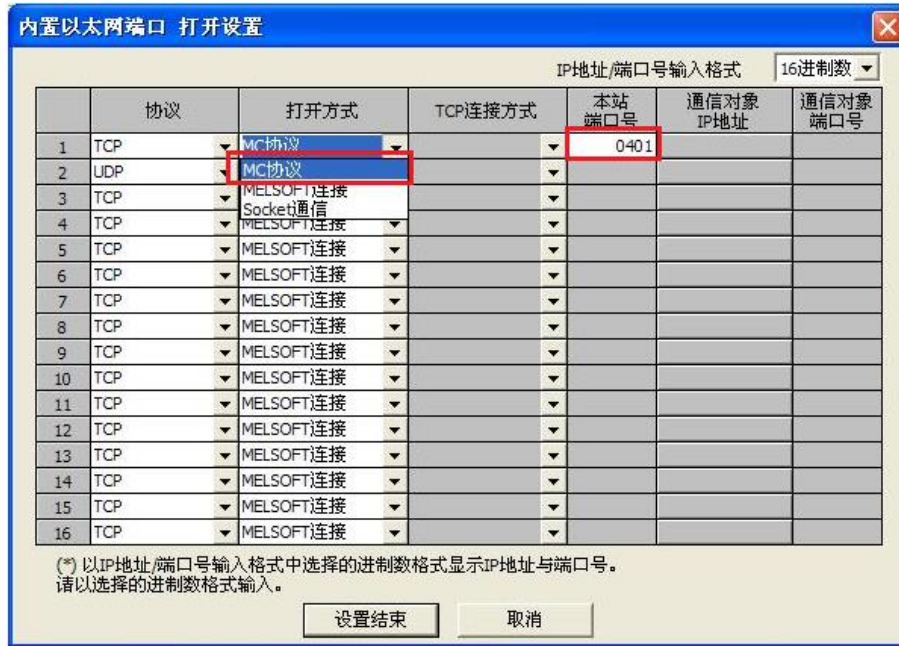 内置以太网端口 打开设置
IP地址/端口号输入格式 16进制数
协议 打开方式 TCP连接方式 本站端口号 通信对象IP地址 通信对象端口号
1 TCP MC协议 0401
2 UDP MC协议
3 TCP MELSOFT连接
Socket通信
4 TCP MELSOFT连接
5 TCP MELSOFT连接
6 TCP MELSOFT连接
7 TCP MELSOFT连接
8 TCP MELSOFT连接
9 TCP MELSOFT连接
10 TCP MELSOFT连接
11 TCP MELSOFT连接
12 TCP MELSOFT连接
13 TCP MELSOFT连接
14 TCP MELSOFT连接
15 TCP MELSOFT连接
16 TCP MELSOFT连接
(*) 以IP地址/端口号输入格式中选择的进制数格式显示IP地址与端口号。
请以选择的进制数格式输入。
设置结束 取消